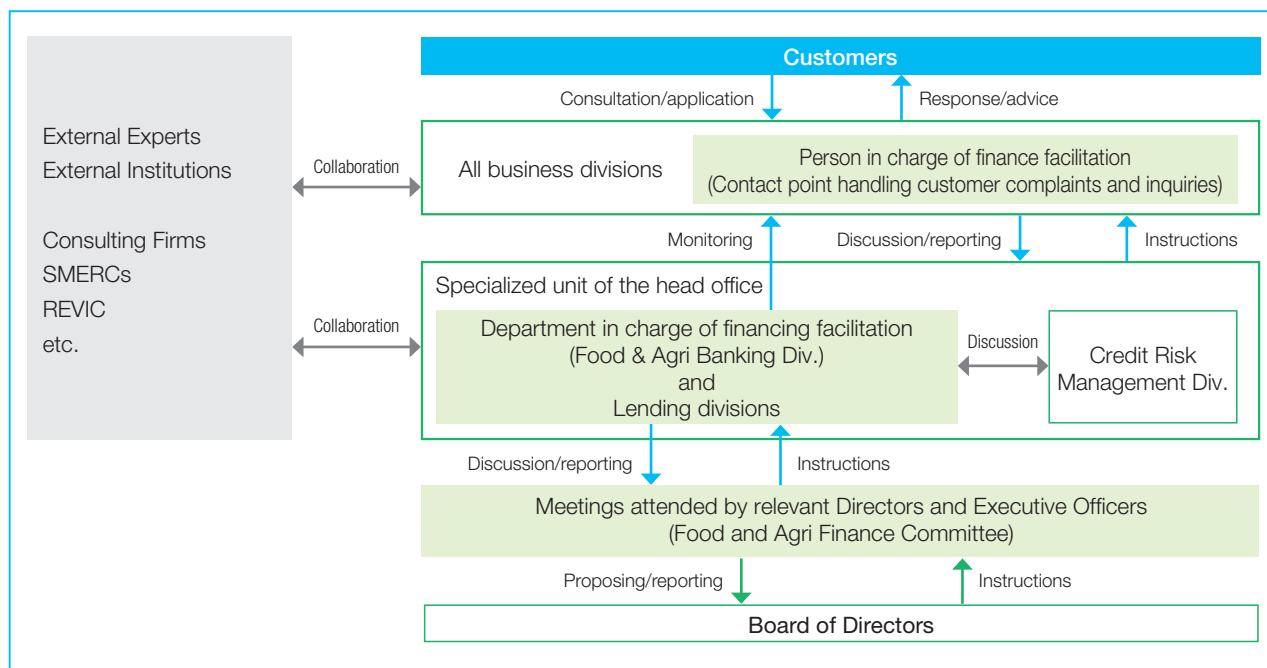 Customers
Consultation/application
Response/advice
External Experts
External Institutions
Consulting Firms
SMERCs
REVIC
etc.
Collaboration
All business divisions
Person in charge of finance facilitation
(Contact point handling customer complaints and inquiries)
Monitoring
Discussion/reporting
Instructions
Specialized unit of the head office
Collaboration
Department in charge of financing facilitation
(Food & Agri Banking Div.)
and
Lending divisions
Discussion
Credit Risk
Management Div.
Discussion/reporting
Instructions
Meetings attended by relevant Directors and Executive Officers
(Food and Agri Finance Committee)
Proposing/reporting
Instructions
Board of Directors